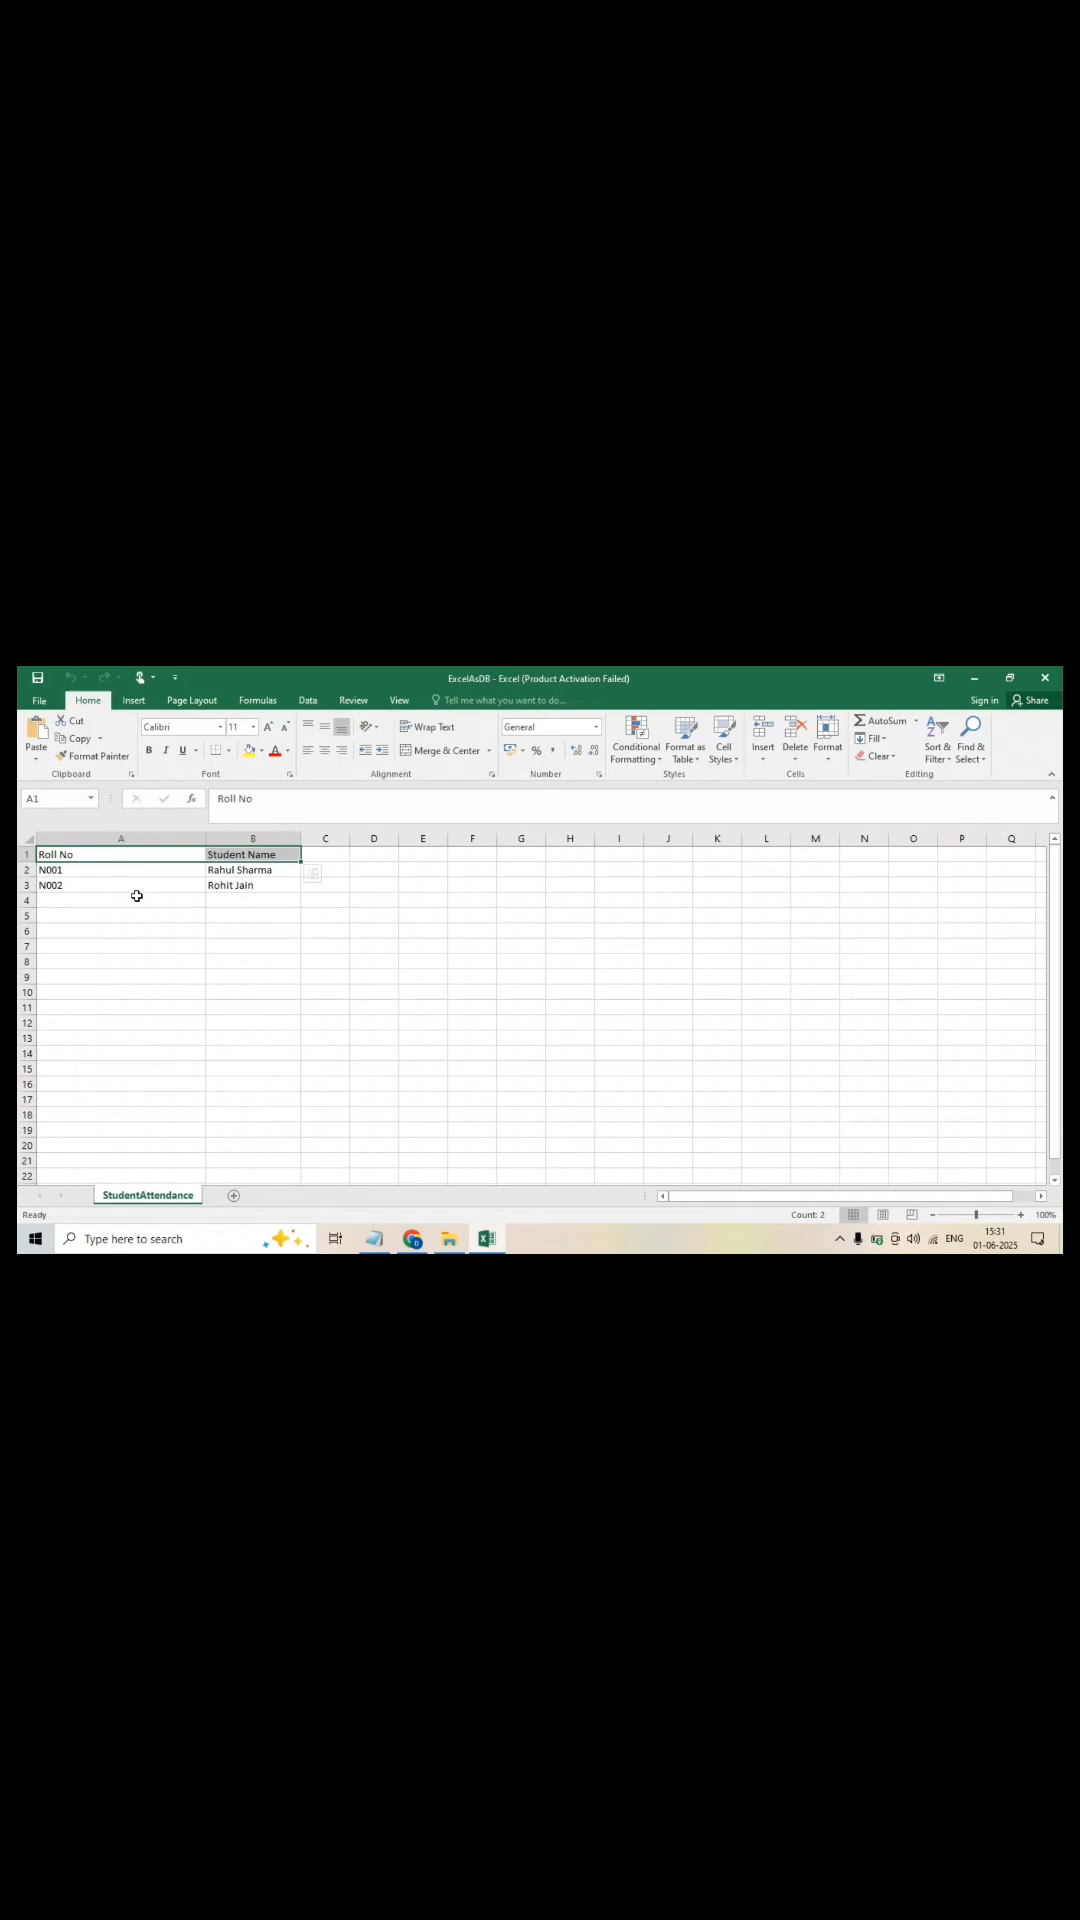 ExcelAsDB - Excel (Product Activation Failed)
File Home Insert Page Layout Formulas Data Review View Tell me what you want to do... Sign in Share
Paste Cut Copy Format Painter
Calibri 11 A A
B I U A
Wrap Text
Merge & Center
General
% ,
Conditional Formatting Format as Table Cell Styles
Insert Delete Format
AutoSum Fill Clear
Sort & Filter Find & Select
Clipboard Font Alignment Number Styles Cells Editing
A1 fx Roll No
A B C D E F G H I J K L M N O P Q
1 Roll No Student Name
2 N001 Rahul Sharma
3 N002 Rohit Jain
4
5
6
7
8
9
10
11
12
13
14
15
16
17
18
19
20
21
22
StudentAttendance
Ready Count: 2 100%
Type here to search ENG 15:31
01-06-2025